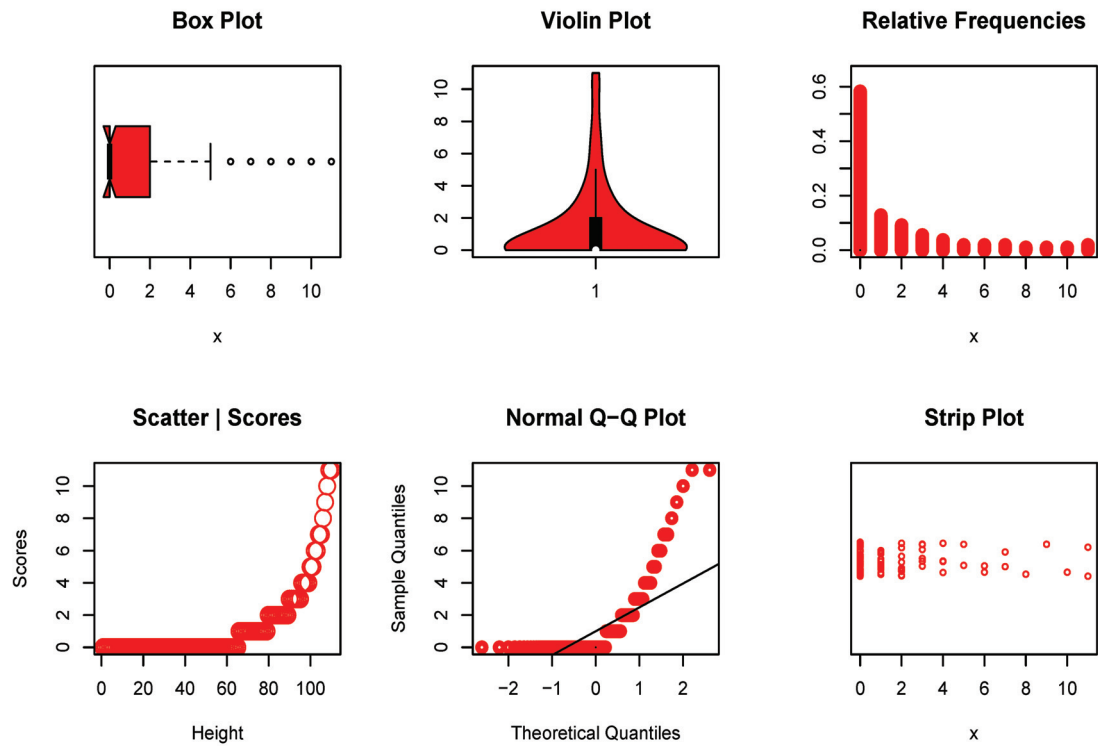 Box Plot
0 2 4 6 8 10
x
Violin Plot
0 2 4 6 8 10
1
Relative Frequencies
0.0 0.2 0.6
0 2 4 6 8 10
x
Scatter | Scores
Scores
0 2 4 6 8 10
0 20 40 60 80 100
Height
Normal Q−Q Plot
Sample Quantiles
0 2 4 6 8 10
−2 −1 0 1 2
Theoretical Quantiles
Strip Plot
0 2 4 6 8 10
x